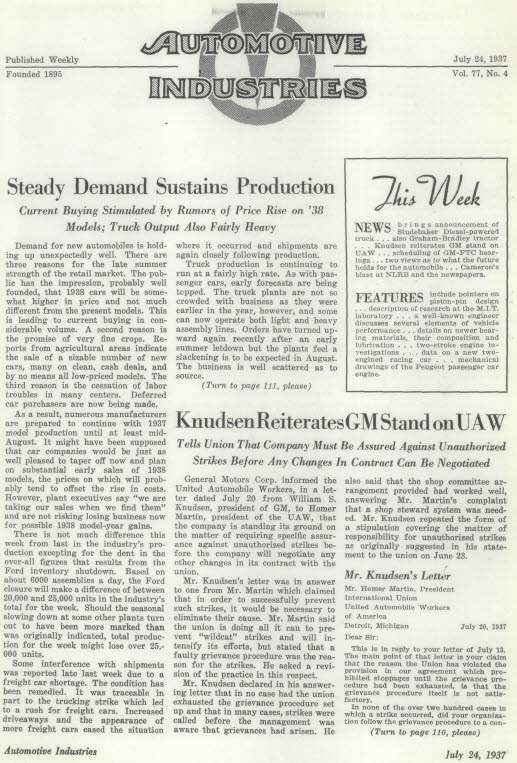 AUTOMOTIVE
INDUSTRIES
Published Weekly
Founded 1895
July 24, 1937
Vol. 77, No. 4
Steady Demand Sustains Production
Current Buying Stimulated by Rumors of Price Rise on '38
Models; Truck Output Also Fairly Heavy
Demand for new automobiles is hold-
ing up unexpectedly well. There are
three reasons for the late summer
strength of the retail market. The pub-
lic has the impression, probably well
founded, that 1938 cars will be some-
what higher in price and not much
different from the present models. This
is leading to current buying in con-
siderable volume. A second reason is
the promise of very fine crops. Re-
ports from agricultural areas indicate
the sale of a sizable number of new
cars, many on clean, cash deals, and
by no means all low-priced models. The
third reason is the cessation of labor
troubles in many centers. Deferred
car purchasers are now being made.
As a result, numerous manufacturers
are prepared to continue with 1937
model production until at least mid-
August. It might have been supposed
that car companies would be just as
well pleased to taper off now and plan
on substantial early sales of 1938
models, the prices on which will prob-
ably tend to offset the rise in costs.
However, plant executives say "we are
taking our sales when we find them"
and are not risking losing business now
for possible 1938 model-year gains.
There is not much difference this
week from last in the industry's pro-
duction excepting for the dent in the
over-all figures that results from the
Ford inventory shutdown. Based on
about 6000 assemblies a day, the Ford
closure will make a difference of between
20,000 and 25,000 units in the industry's
total for the week. Should the seasonal
slowing down at some other plants turn
out to have been more marked than
was originally indicated, total produc-
tion for the week might lose over 25,-
000 units.
Some interference with shipments
was reported late last week due to a
freight car shortage. The condition has
been remedied. It was traceable in
part to the trucking strike which led
to a rush for freight cars. Increased
driveaways and the appearance of
more freight cars eased the situation
where it occurred and shipments are
again closely following production.
Truck production is continuing to
run at a fairly high rate. As with pas-
senger cars, early forecasts are being
topped. The truck plants are not so
crowded with business as they were
earlier in the year, however, and some
can now operate both light and heavy
assembly lines. Orders have turned up-
ward again recently after an early
summer letdown but the plants feel a
slackening is to be expected in August.
The business is well scattered as to
source.
(Turn to page 111, please)
This Week
NEWS brings announcement of
Studebaker Diesel-powered
truck . . . also Graham-Bradley tractor
. . . Knudsen reiterates GM stand on
UAW . . . scheduling of GM-FTC hear-
ings . . . two views as to what the future
holds for the automobile . . . Cameron's
blast at NLRB and the newspapers.
FEATURES include pointers on
piston-pin design
. . . description of research at the M.I.T.
laboratory . . . a well-known engineer
discusses several elements of vehicle
performance . . . details on newer bear-
ing materials, their composition and
lubrication . . . two-stroke engine in-
vestigations . . . data on a new two-
engined racing car . . . mechanical
drawings of the Peugeot passenger car
engine.
Knudsen Reiterates GM Stand on UAW
Tells Union That Company Must Be Assured Against Unauthorized
Strikes Before Any Changes In Contract Can Be Negotiated
General Motors Corp. informed the
United Automobile Workers, in a let-
ter dated July 20 from William S.
Knudsen, president of GM, to Homer
Martin, president of the UAW, that
the company is standing its ground on
the matter of requiring specific assur-
ance against unauthorized strikes be-
fore the company will negotiate any
other changes in its contract with the
union.
Mr. Knudsen's letter was in answer
to one from Mr. Martin which claimed
that in order to successfully prevent
such strikes, it would be necessary to
eliminate their cause. Mr. Martin said
the union is doing all it can to pre-
vent "wildcat" strikes and will in-
tensify its efforts, but stated that a
faulty grievance procedure was the rea-
son for the strikes. He asked a revi-
sion of the practice in this respect.
Mr. Knudsen declared in his answer-
ing letter that in no case had the union
exhausted the grievance procedure set
up and that in many cases, strikes were
called before the management was
aware that grievances had arisen. He
also said that the shop committee ar-
rangement provided had worked well,
answering Mr. Martin's complaint
that a shop steward system was need-
ed. Mr. Knudsen repeated the form of
a stipulation covering the matter of
responsibility for unauthorized strikes
as originally suggested in his state-
ment to the union on June 23.
Mr. Knudsen's Letter
Mr. Homer Martin, President
International Union
United Automobile Workers
of America
Detroit, Michigan July 20, 1937
Dear Sir:
This is in reply to your letter of July 13.
The main point of that letter is your claim
that the reason the Union has violated the
provision in our agreement which pro-
hibited stoppages until the grievance pro-
cedure had been exhausted, is that the
grievance procedure itself is not satis-
factory.
In none of the over two hundred cases in
which a strike occurred, did your organiza-
tion follow the grievance procedure to a con-
(Turn to page 110, please)
Automotive Industries
July 24, 1937